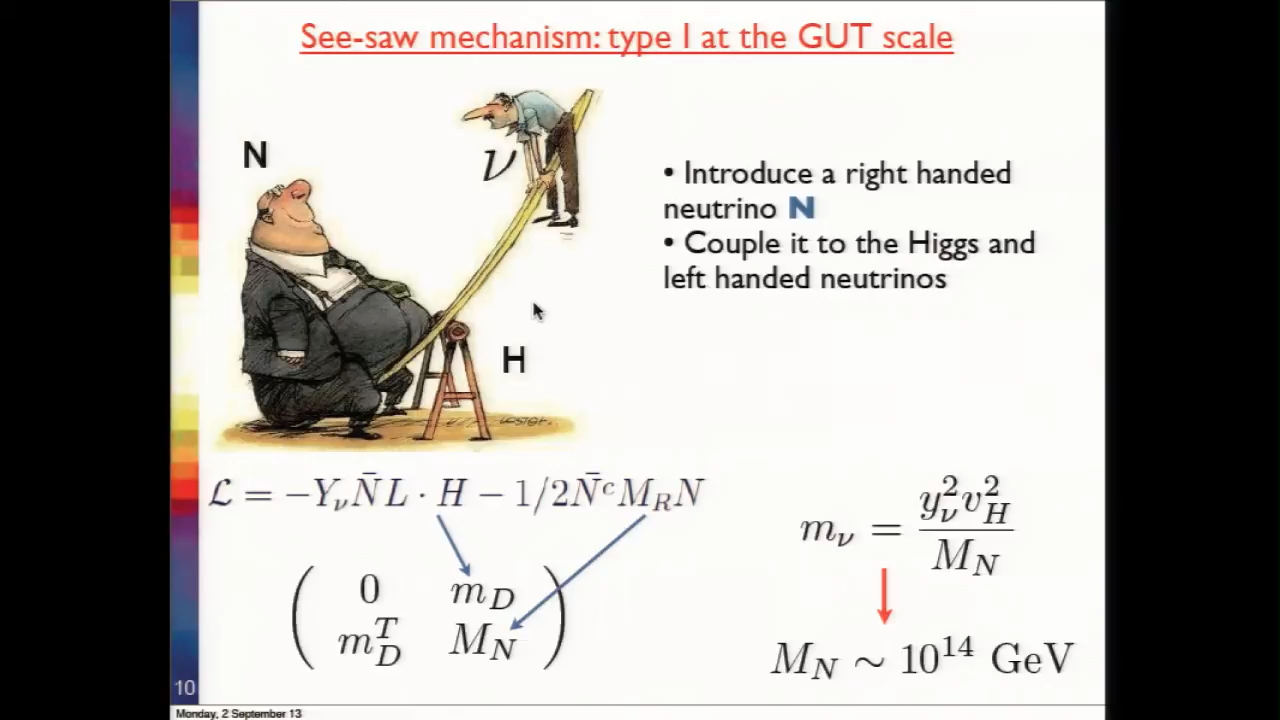 See-saw mechanism: type I at the GUT scale
N
ν
H
• Introduce a right handed
neutrino N
• Couple it to the Higgs and
left handed neutrinos
ℒ = −Y_ν N̄ L · H − 1/2 N̄^c M_R N
( 0 m_D
m_D^T M_N )
m_ν = y_ν^2 v_H^2 / M_N
M_N ∼ 10^14 GeV
10
Monday, 2 September 13